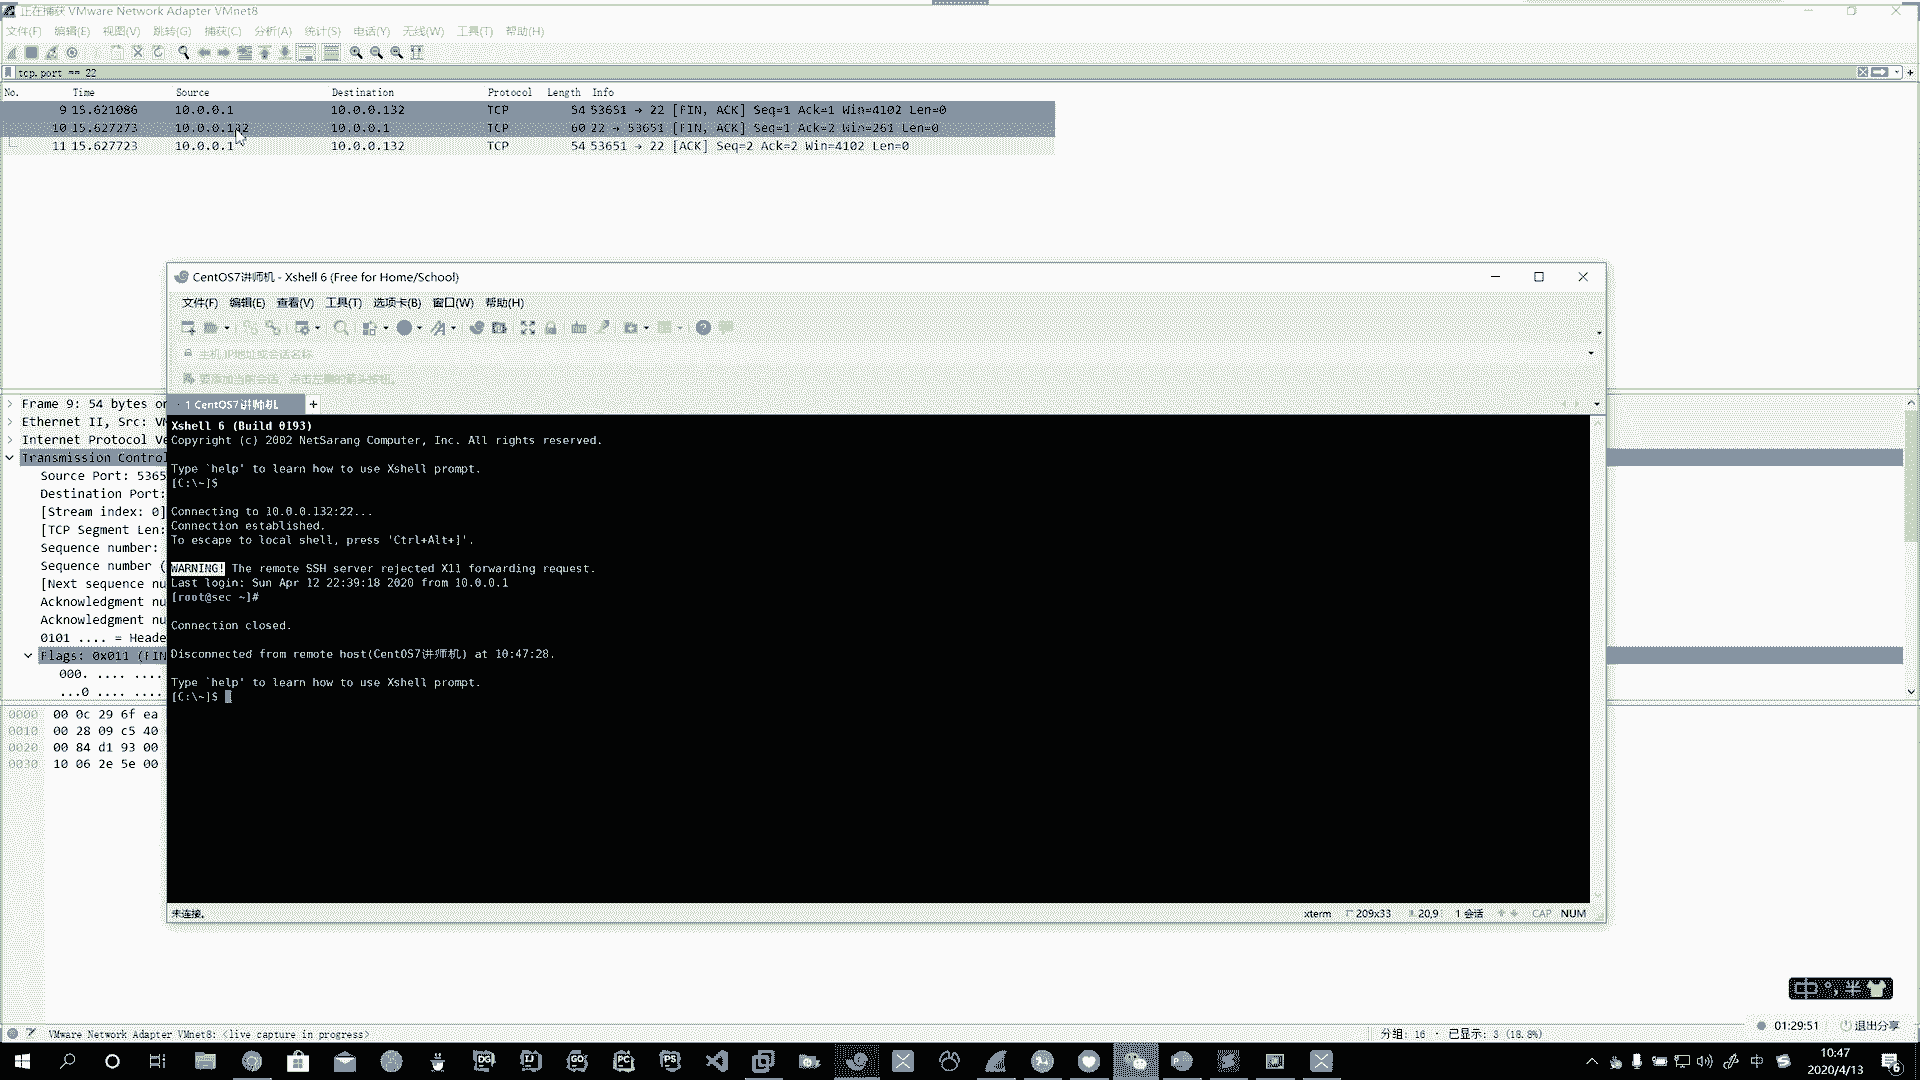 正在捕获 VMware Network Adapter VMnet8
文件(F) 编辑(E) 视图(V) 跳转(G) 捕获(C) 分析(A) 统计(S) 电话(Y) 无线(W) 工具(T) 帮助(H)
tcp.port == 22
No. Time Source Destination Protocol Length Info
9 15.621086 10.0.0.1 10.0.0.132 TCP 54 53651 → 22 [FIN, ACK] Seq=1 Ack=1 Win=4102 Len=0
10 15.627273 10.0.0.132 10.0.0.1 TCP 60 22 → 53651 [FIN, ACK] Seq=1 Ack=2 Win=261 Len=0
11 15.627723 10.0.0.1 10.0.0.132 TCP 54 53651 → 22 [ACK] Seq=2 Ack=2 Win=4102 Len=0
CentOS7讲师机 - Xshell 6 (Free for Home/School)
文件(F) 编辑(E) 查看(V) 工具(T) 选项卡(B) 窗口(W) 帮助(H)
主机,IP地址或会话名称
要添加当前会话，点击左侧的箭头按钮。
1 CentOS7讲师机 +
Xshell 6 (Build 0193)
Copyright (c) 2002 NetSarang Computer, Inc. All rights reserved.
Type `help' to learn how to use Xshell prompt.
[C:\~]$
Connecting to 10.0.0.132:22...
Connection established.
To escape to local shell, press 'Ctrl+Alt+]'.
WARNING! The remote SSH server rejected X11 forwarding request.
Last login: Sun Apr 12 22:39:18 2020 from 10.0.0.1
[root@sec ~]#
Connection closed.
Disconnected from remote host(CentOS7讲师机) at 10:47:28.
Type `help' to learn how to use Xshell prompt.
[C:\~]$
未连接。 xterm 209x33 20,9 1 会话 CAP NUM
Frame 9: 54 bytes on
Ethernet II, Src: VM
Internet Protocol Ve
Transmission Control
Source Port: 5365
Destination Port:
[Stream index: 0]
[TCP Segment Len:
Sequence number:
Sequence number (
[Next sequence nu
Acknowledgment nu
Acknowledgment nu
0101 .... = Heade
Flags: 0x011 (FIN
000. .... ....
...0 .... ....
0000 00 0c 29 6f ea
0010 00 28 09 c5 40
0020 00 84 d1 93 00
0030 10 06 2e 5e 00
中 °, 半
VMware Network Adapter VMnet8: <live capture in progress> 分组: 16 · 已显示: 3 (18.8%)
01:29:51 退出分享
DG IJ GO PC PS
中 10:47
2020/4/13
6